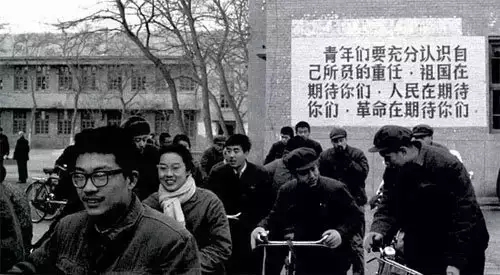 青年们要充分认识自
己所负的重任·祖国在
期待你们·人民在期待
你们·革命在期待你们·